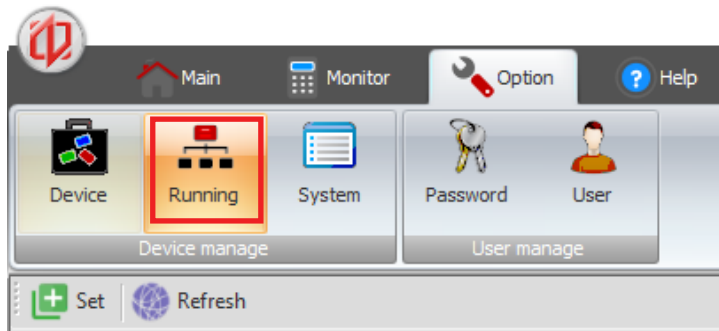 Main Monitor Option Help
Device Running System Password User
Device manage User manage
Set Refresh